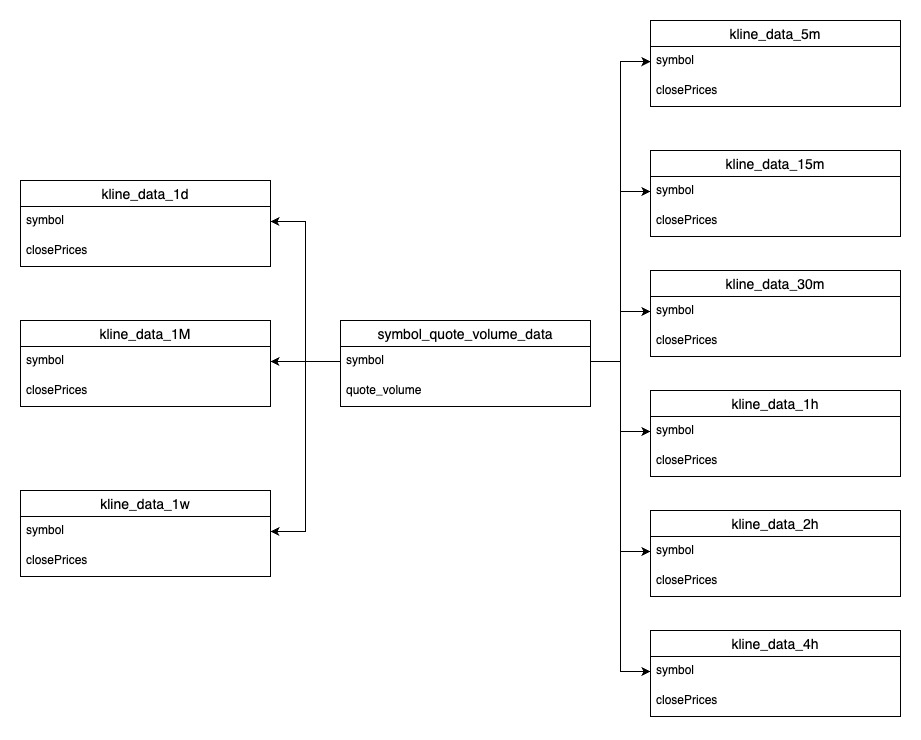 kline_data_5m
symbol
closePrices
kline_data_15m
symbol
closePrices
kline_data_1d
symbol
closePrices
kline_data_30m
symbol
closePrices
kline_data_1M
symbol
closePrices
symbol_quote_volume_data
symbol
quote_volume
kline_data_1h
symbol
closePrices
kline_data_1w
symbol
closePrices
kline_data_2h
symbol
closePrices
kline_data_4h
symbol
closePrices